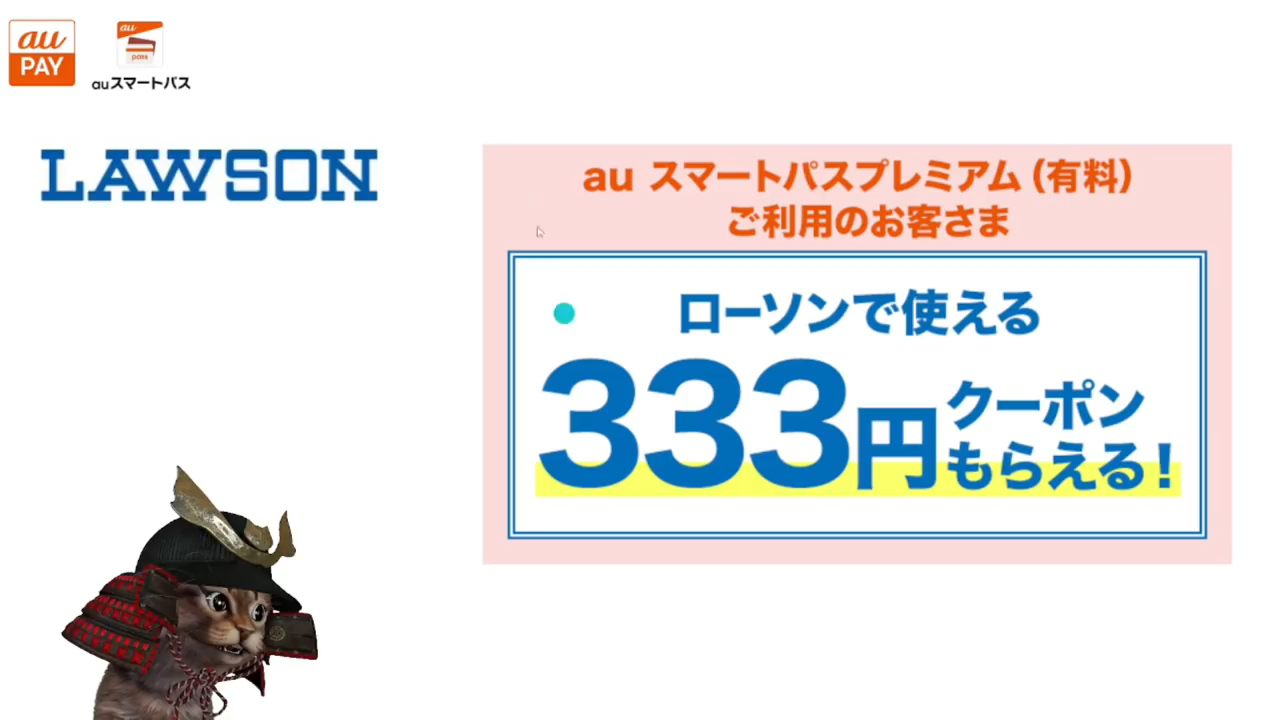 au
PAY
au
pass
auスマートパス
LAWSON
au スマートパスプレミアム（有料）
ご利用のお客さま
ローソンで使える
333円クーポン
もらえる！